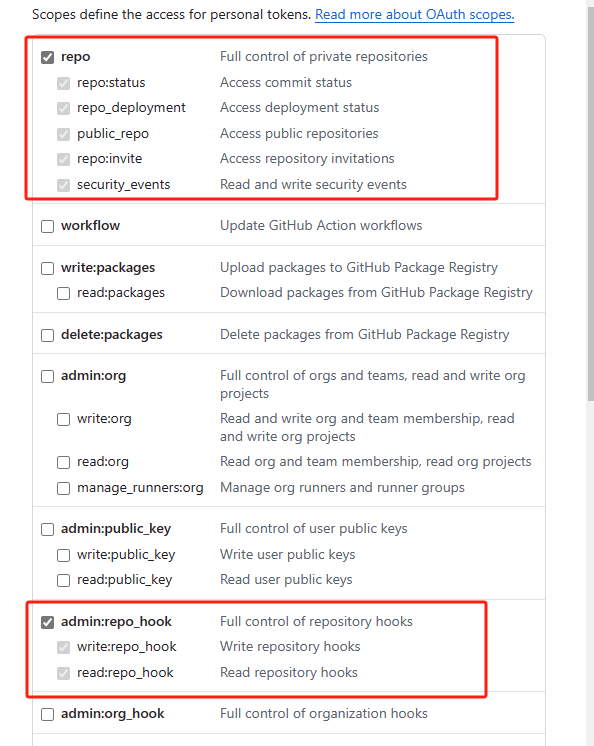 Scopes define the access for personal tokens. Read more about OAuth scopes.
repo Full control of private repositories
repo:status Access commit status
repo_deployment Access deployment status
public_repo Access public repositories
repo:invite Access repository invitations
security_events Read and write security events
workflow Update GitHub Action workflows
write:packages Upload packages to GitHub Package Registry
read:packages Download packages from GitHub Package Registry
delete:packages Delete packages from GitHub Package Registry
admin:org Full control of orgs and teams, read and write org
projects
write:org Read and write org and team membership, read
and write org projects
read:org Read org and team membership, read org projects
manage_runners:org Manage org runners and runner groups
admin:public_key Full control of user public keys
write:public_key Write user public keys
read:public_key Read user public keys
admin:repo_hook Full control of repository hooks
write:repo_hook Write repository hooks
read:repo_hook Read repository hooks
admin:org_hook Full control of organization hooks